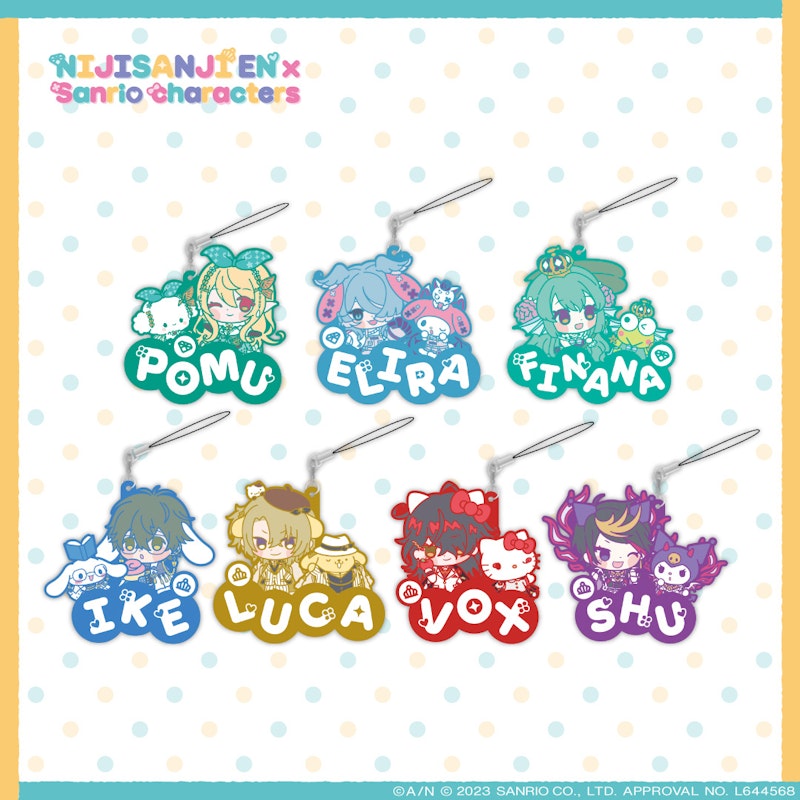 NIJISANJI EN x
Sanrio characters
POMU
ELIRA
FINANA
IKE
LUCA
VOX
SHU
©A/N © 2023 SANRIO CO., LTD. APPROVAL NO. L644568